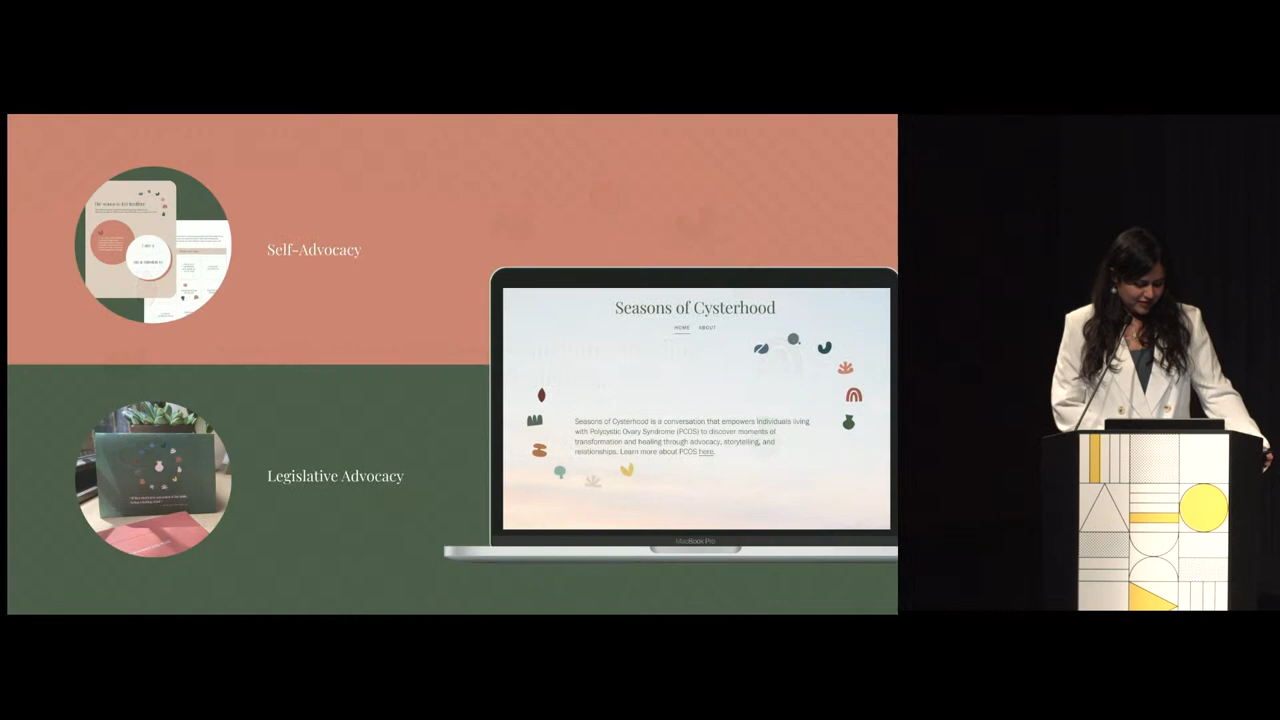 Self-Advocacy
Legislative Advocacy
Seasons of Cysterhood
HOME ABOUT
Seasons of Cysterhood is a conversation that empowers individuals living
with Polycystic Ovary Syndrome (PCOS) to discover moments of
transformation and healing through advocacy, storytelling, and
relationships. Learn more about PCOS here.
MacBook Pro